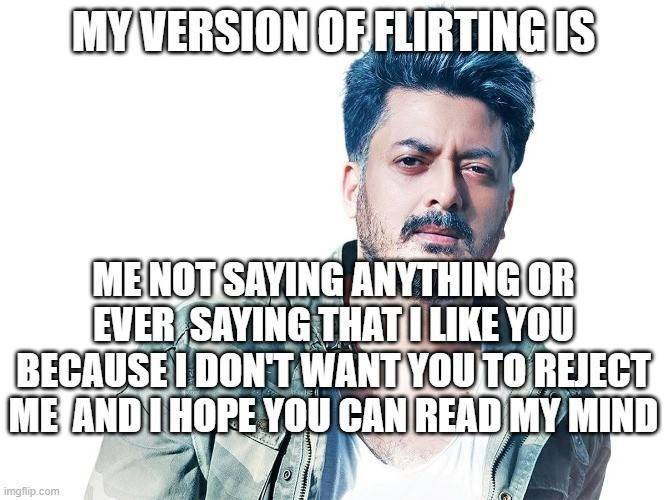 MY VERSION OF FLIRTING IS
ME NOT SAYING ANYTHING OR
EVER SAYING THAT I LIKE YOU
BECAUSE I DON'T WANT YOU TO REJECT
ME AND I HOPE YOU CAN READ MY MIND
imgflip.com